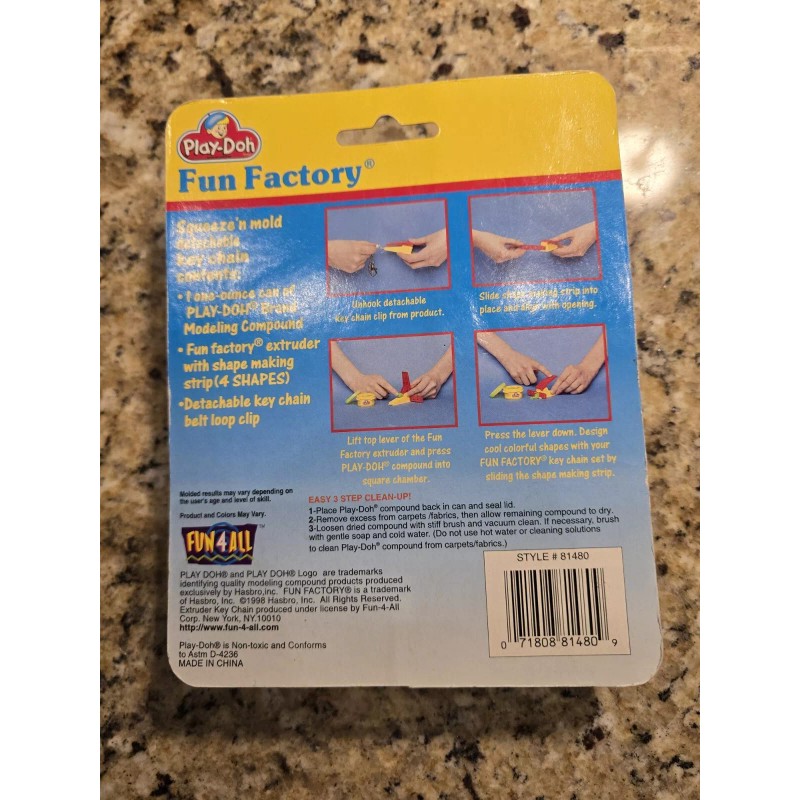 Play-Doh
Fun Factory®
Squeeze'n mold
detachable
key chain
contents:
• 1 one-ounce can of
PLAY-DOH® Brand
Modeling Compound
• Fun factory® extruder
with shape making
strip(4 SHAPES)
•Detachable key chain
belt loop clip
Unhook detachable
key chain clip from product.
Slide shape making strip into
place and align with opening.
Lift top lever of the Fun
Factory extruder and press
PLAY-DOH® compound into
square chamber.
Press the lever down. Design
cool colorful shapes with your
FUN FACTORY® key chain set by
sliding the shape making strip.
Molded results may vary depending on
the user's age and level of skill.
Product and Colors May Vary.
EASY 3 STEP CLEAN-UP!
1-Place Play-Doh® compound back in can and seal lid.
2-Remove excess from carpets /fabrics, then allow remaining compound to dry.
3-Loosen dried compound with stiff brush and vacuum clean. If necessary, brush
with gentle soap and cold water. (Do not use hot water or cleaning solutions
to clean Play-Doh® compound from carpets/fabrics.)
FUN4ALL™
PLAY DOH® and PLAY DOH® Logo are trademarks
identifying quality modeling compound products produced
exclusively by Hasbro,inc. FUN FACTORY® is a trademark
of Hasbro, Inc. ©1998 Hasbro, Inc. All Rights Reserved.
Extruder Key Chain produced under license by Fun-4-All
Corp. New York, NY.10010
http://www.fun-4-all.com
Play-Doh® is Non-toxic and Conforms
to Astm D-4236
MADE IN CHINA
STYLE # 81480
0 71808 81480 9